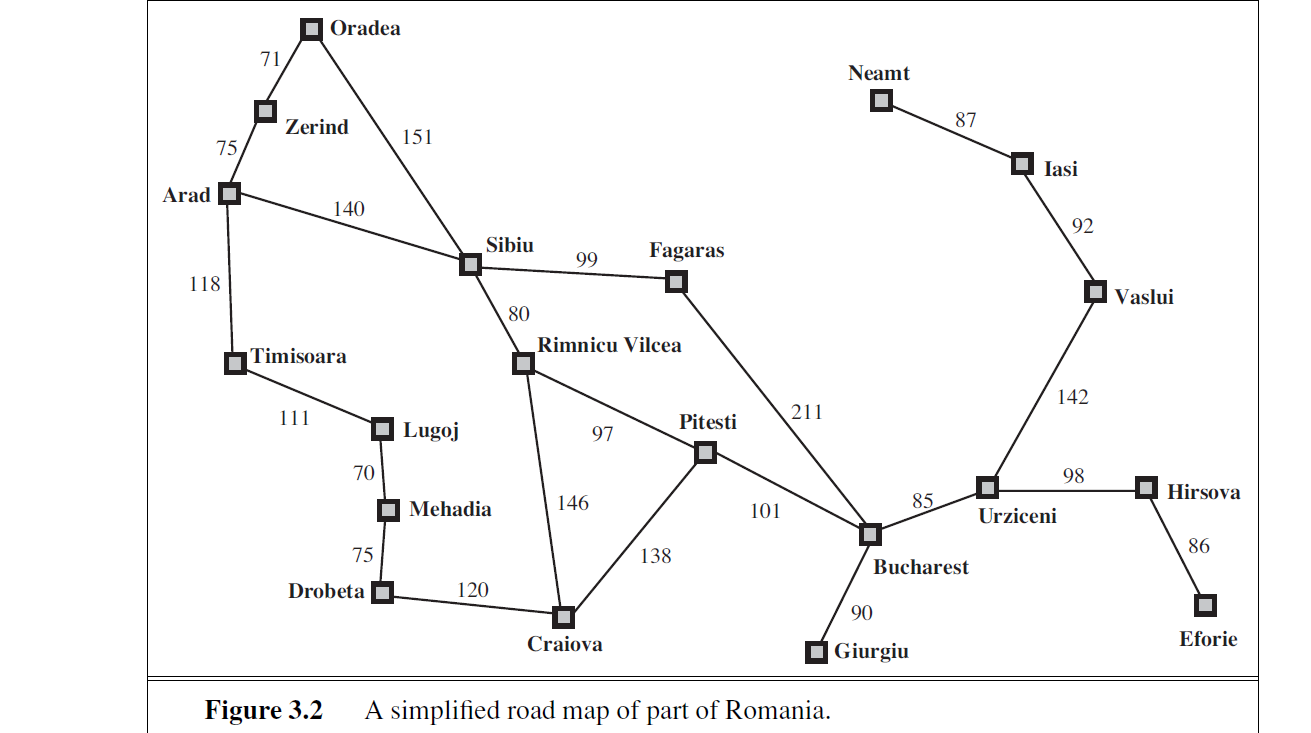 Oradea
71
Neamt
Zerind
87
75
151
Iasi
Arad
140
92
Sibiu
Fagaras
99
118
Vaslui
80
Rimnicu Vilcea
Timisoara
142
211
111
Pitesti
Lugoj
97
70
98
Hirsova
146
101
85
Mehadia
Urziceni
75
138
86
Bucharest
Drobeta
120
90
Craiova
Giurgiu
Eforie
Figure 3.2 A simplified road map of part of Romania.